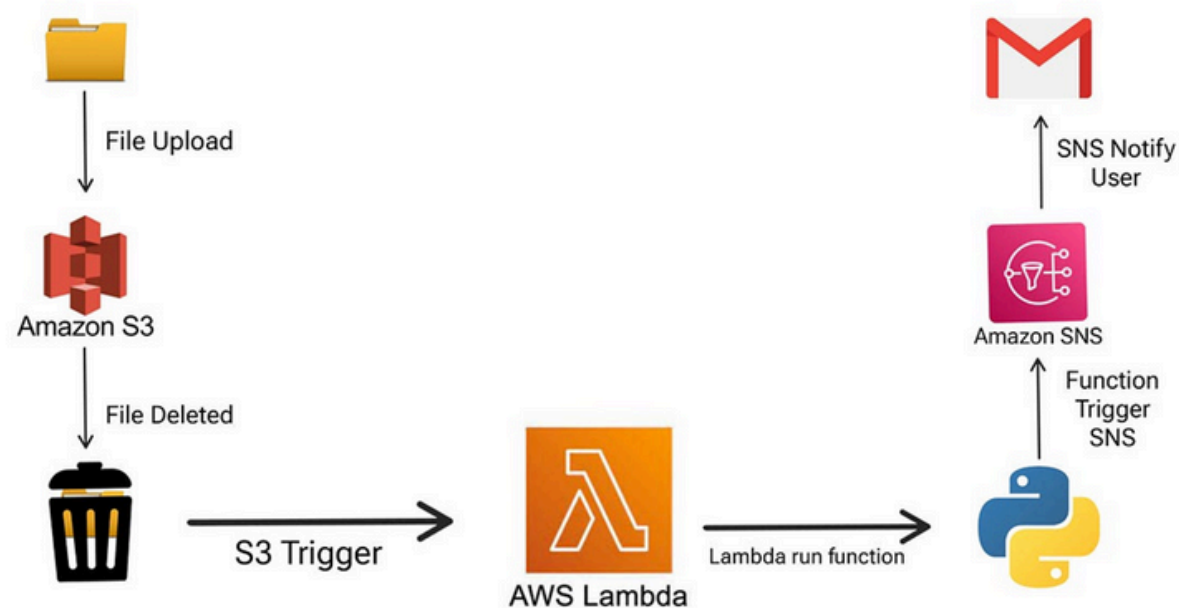 File Upload
Amazon S3
File Deleted
S3 Trigger
AWS Lambda
Lambda run function
Function
Trigger
SNS
Amazon SNS
SNS Notify
User